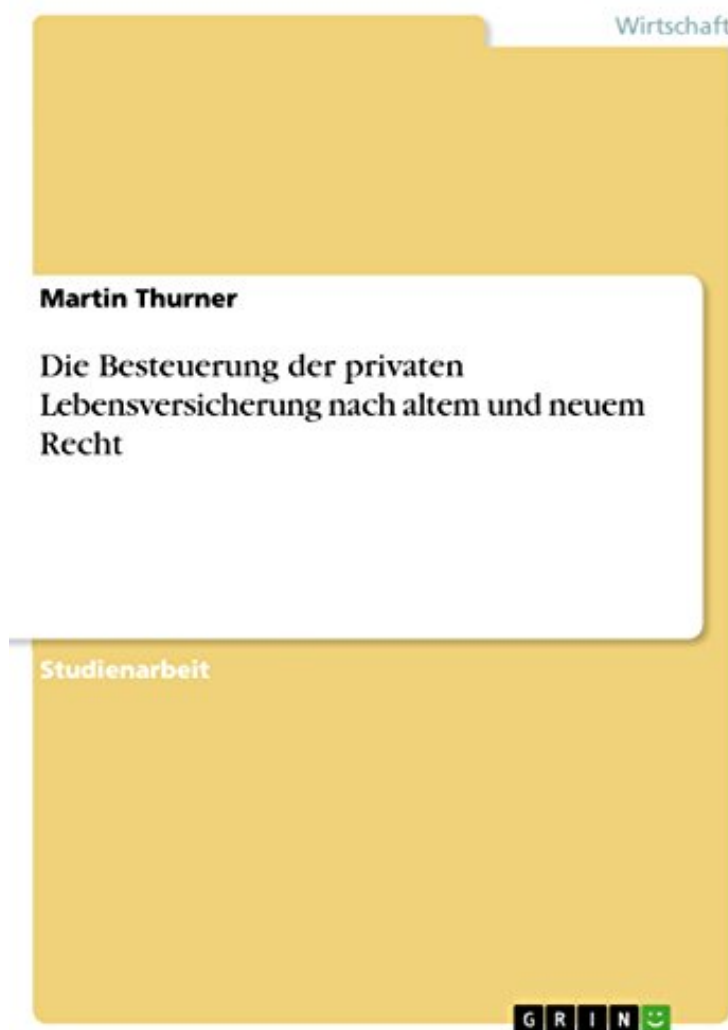 Wirtschaft
Martin Thurner
Die Besteuerung der privaten
Lebensversicherung nach altem und neuem
Recht
Studienarbeit
GRIN